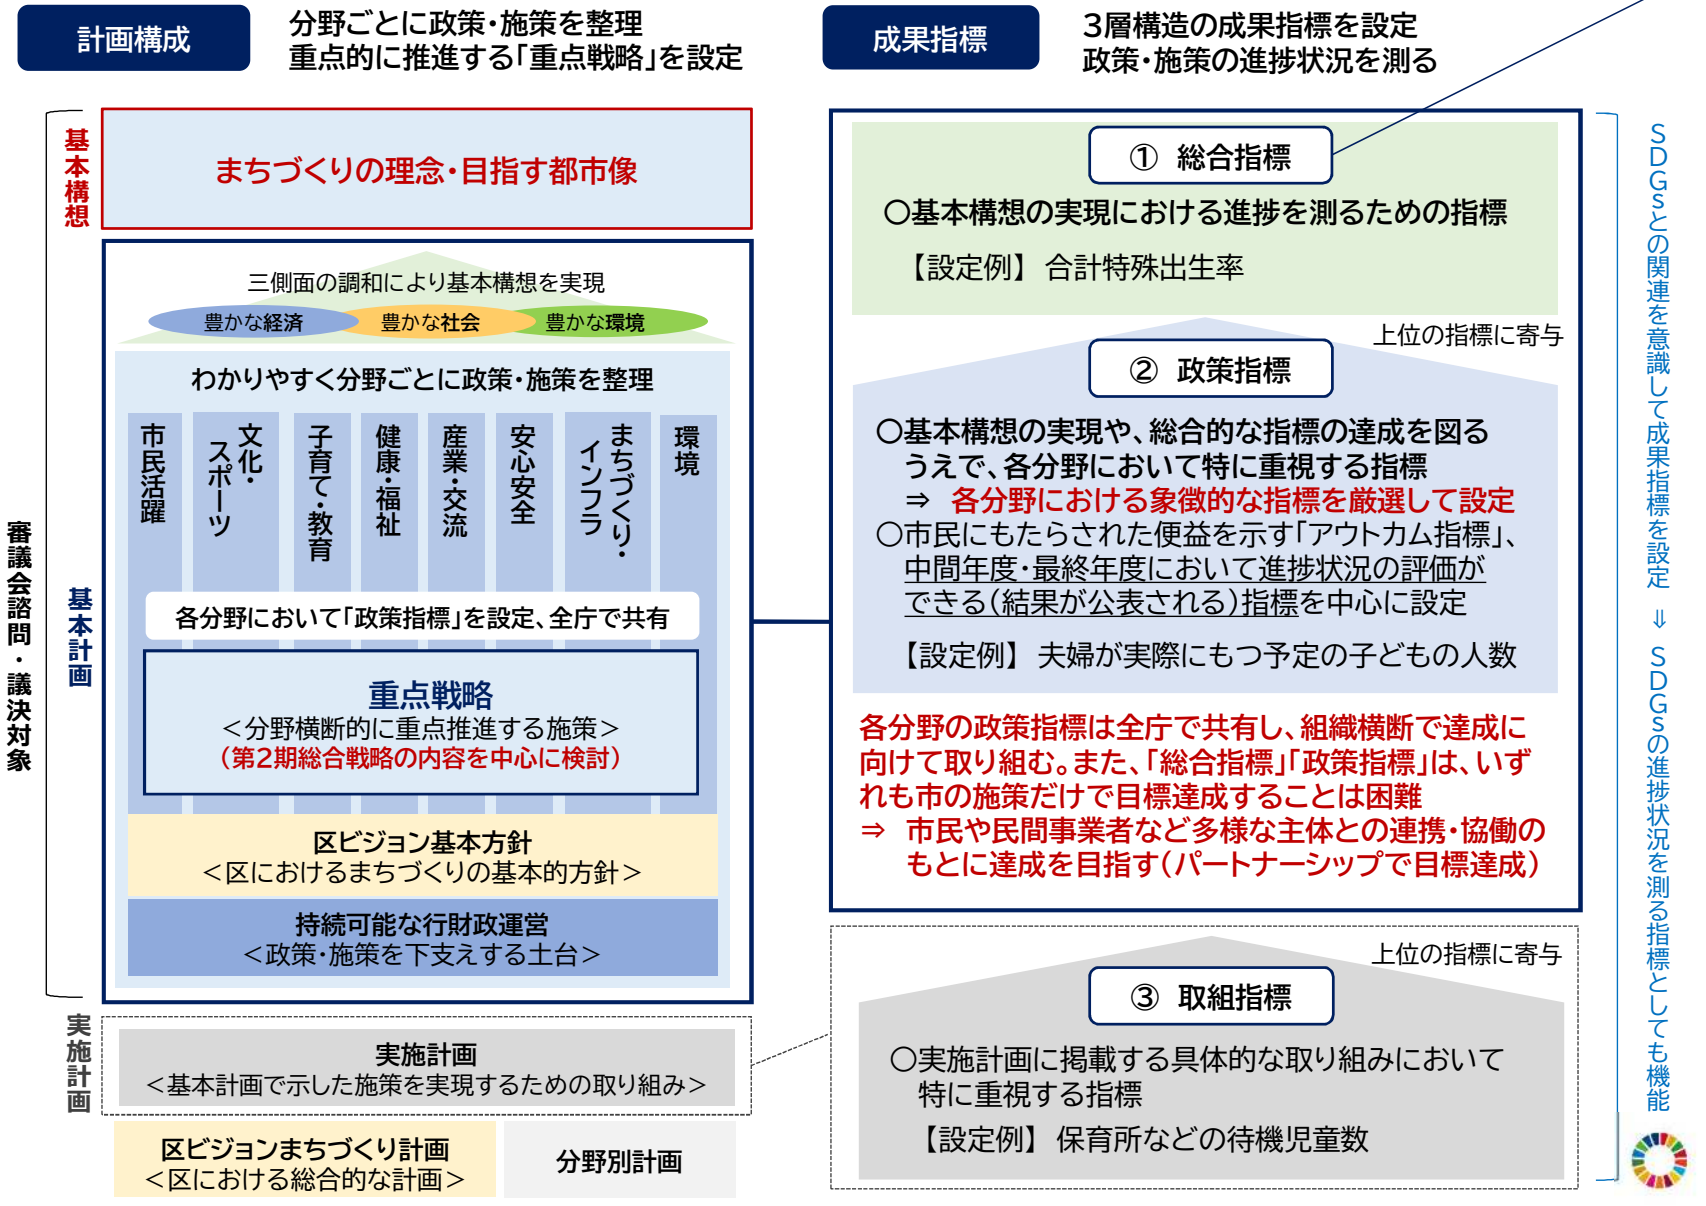 計画構成
分野ごとに政策・施策を整理
重点的に推進する「重点戦略」を設定
審議会諮問・議決対象
基本構想
まちづくりの理念・目指す都市像
基本計画
三側面の調和により基本構想を実現
豊かな経済
豊かな社会
豊かな環境
わかりやすく分野ごとに政策・施策を整理
市民活躍
文化・
スポーツ
子育て・教育
健康・福祉
産業・交流
安心安全
まちづくり・
インフラ
環境
各分野において「政策指標」を設定、全庁で共有
重点戦略
＜分野横断的に重点推進する施策＞
（第2期総合戦略の内容を中心に検討）
区ビジョン基本方針
＜区におけるまちづくりの基本的方針＞
持続可能な行財政運営
＜政策・施策を下支えする土台＞
実施計画
実施計画
＜基本計画で示した施策を実現するための取り組み＞
区ビジョンまちづくり計画
＜区における総合的な計画＞
分野別計画
成果指標
3層構造の成果指標を設定
政策・施策の進捗状況を測る
① 総合指標
○基本構想の実現における進捗を測るための指標
【設定例】 合計特殊出生率
上位の指標に寄与
② 政策指標
○基本構想の実現や、総合的な指標の達成を図る
うえで、各分野において特に重視する指標
⇒ 各分野における象徴的な指標を厳選して設定
○市民にもたらされた便益を示す「アウトカム指標」、
中間年度・最終年度において進捗状況の評価が
できる（結果が公表される）指標を中心に設定
【設定例】 夫婦が実際にもつ予定の子どもの人数
各分野の政策指標は全庁で共有し、組織横断で達成に
向けて取り組む。また、「総合指標」「政策指標」は、いず
れも市の施策だけで目標達成することは困難
⇒ 市民や民間事業者など多様な主体との連携・協働の
もとに達成を目指す（パートナーシップで目標達成）
上位の指標に寄与
③ 取組指標
○実施計画に掲載する具体的な取り組みにおいて
特に重視する指標
【設定例】 保育所などの待機児童数
SDGsとの関連を意識して成果指標を設定 ⇒ SDGsの進捗状況を測る指標としても機能